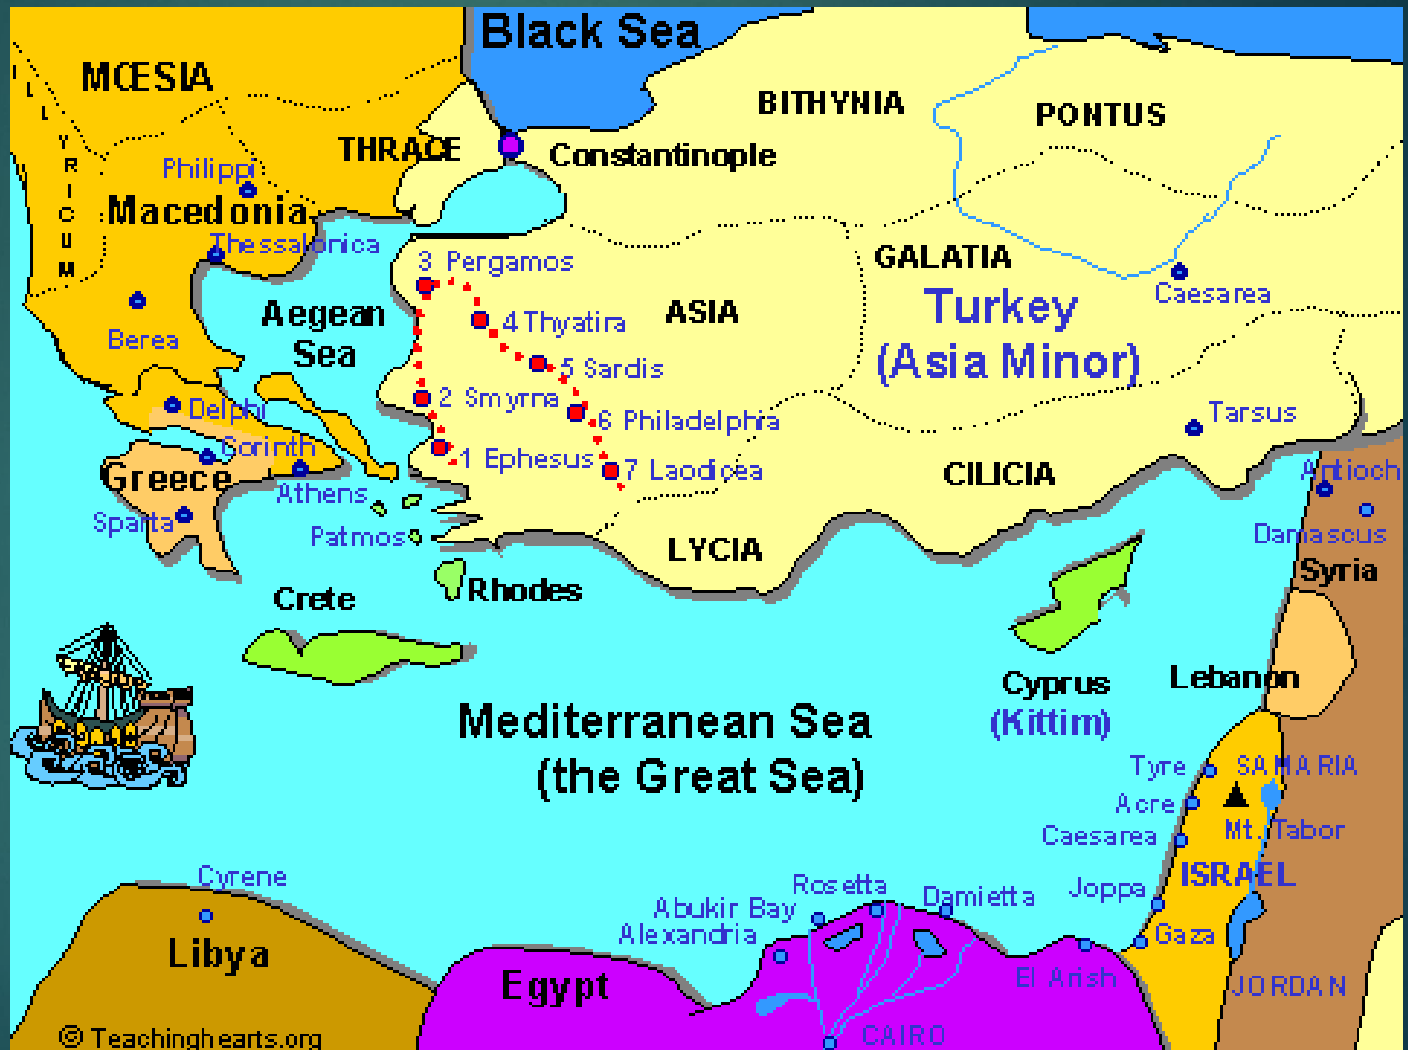 Black Sea
MŒSIA
ILLYRICUM
BITHYNIA
PONTUS
THRACE
Constantinople
Philippi
Macedonia
Thessalonica
3 Pergamos
GALATIA
Caesarea
Aegean
Sea
ASIA
Turkey
(Asia Minor)
4 Thyatira
Berea
5 Sardis
2 Smyrna
Delphi
6 Philadelphia
Tarsus
Corinth
1 Ephesus
7 Laodicea
CILICIA
Antioch
Greece
Athens
Sparta
Patmos
Damascus
LYCIA
Syria
Rhodes
Crete
Cyprus
(Kittim)
Lebanon
Mediterranean Sea
(the Great Sea)
Tyre
SAMARIA
Acre
Mt. Tabor
Caesarea
ISRAEL
Cyrene
Rosetta
Damietta
Joppa
Abukir Bay
Alexandria
Gaza
Libya
Egypt
El Arish
JORDAN
CAIRO
© Teachinghearts.org